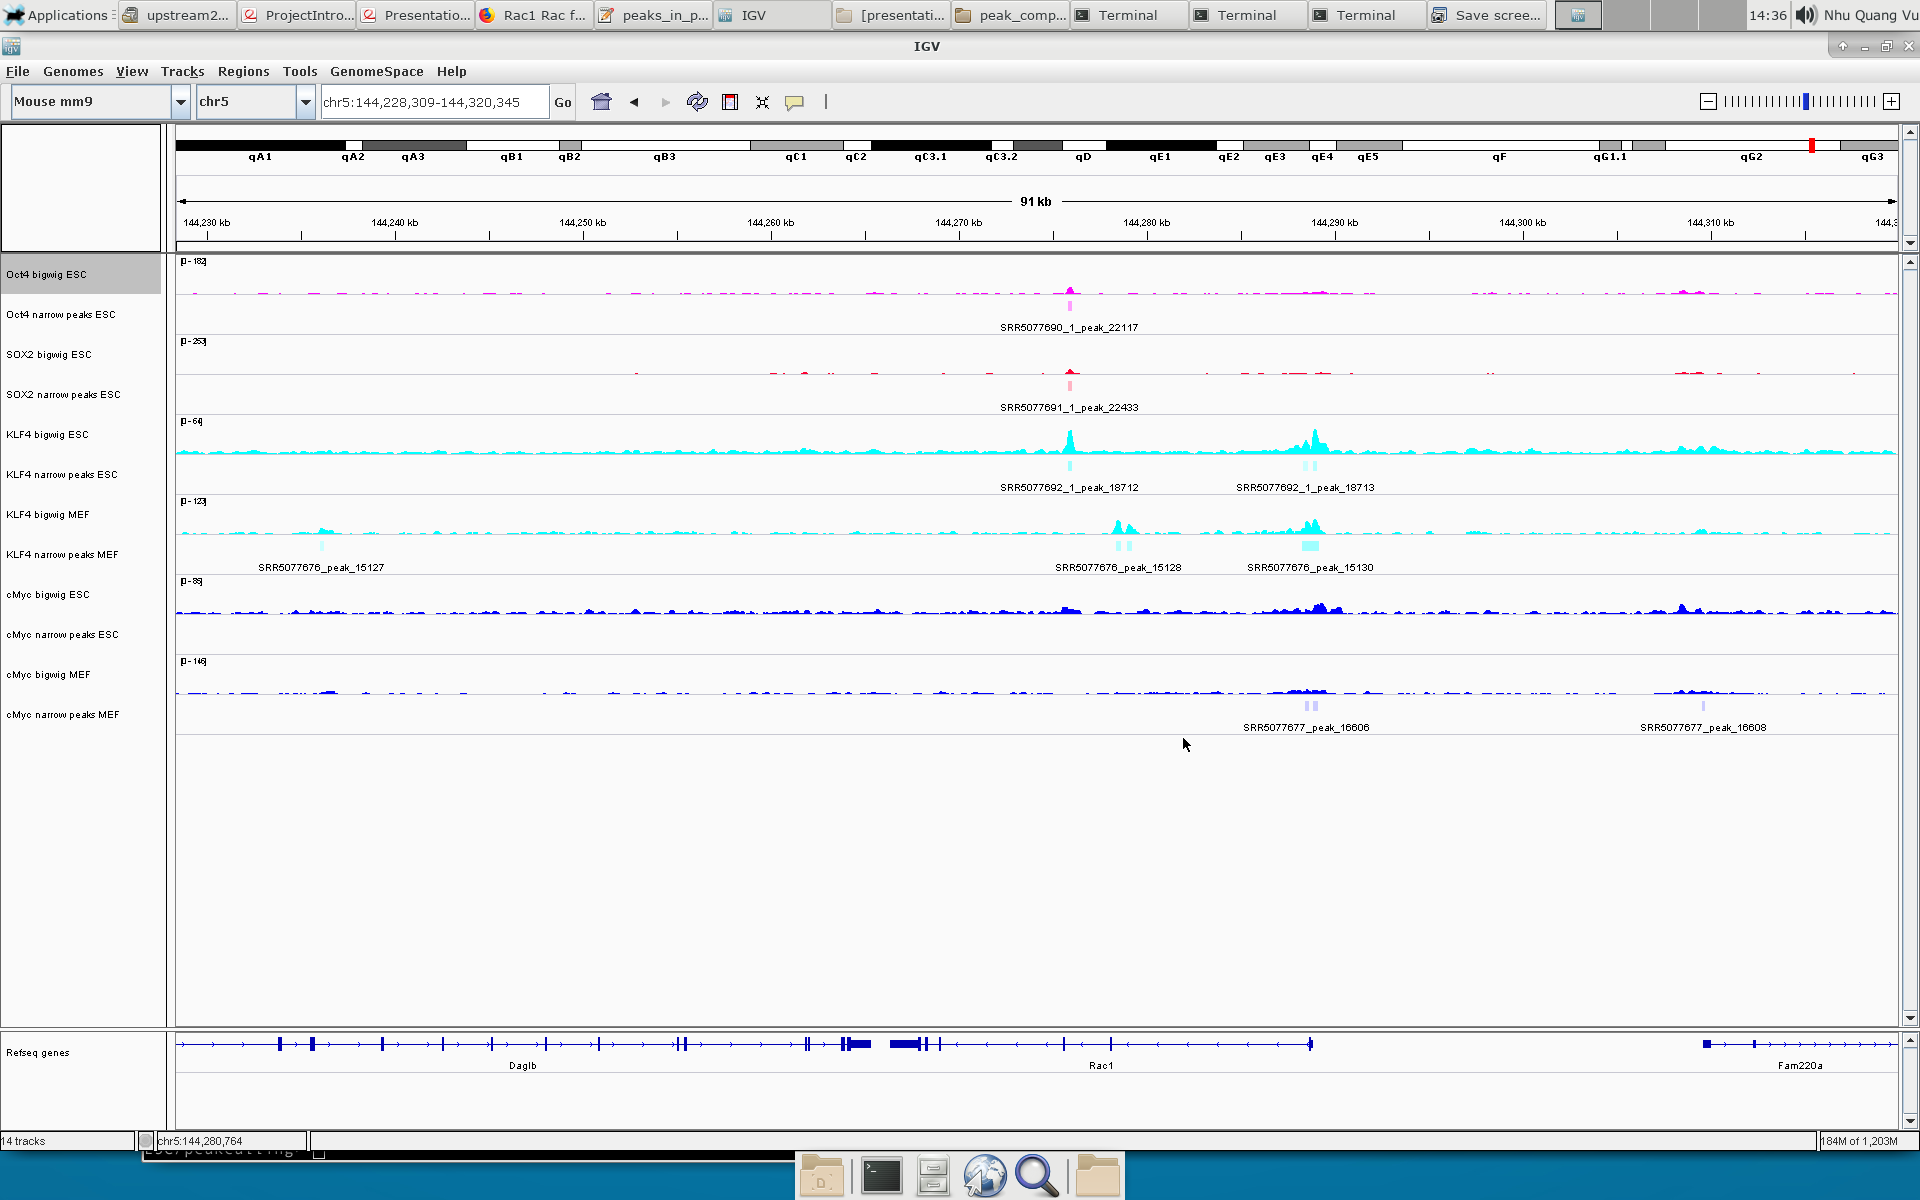 Applications upstream2... ProjectIntro... Presentatio... Rac1 Rac f... peaks_in_p... IGV [presentati... peak_comp... Terminal Terminal Terminal Save scree... 14:36 Nhu Quang Vu
IGV
File Genomes View Tracks Regions Tools GenomeSpace Help
Mouse mm9 chr5 chr5:144,228,309-144,320,345 Go
qA1 qA2 qA3 qB1 qB2 qB3 qC1 qC2 qC3.1 qC3.2 qD qE1 qE2 qE3 qE4 qE5 qF qG1.1 qG2 qG3
91 kb
144,230 kb 144,240 kb 144,250 kb 144,260 kb 144,270 kb 144,280 kb 144,290 kb 144,300 kb 144,310 kb 144,3
[0-182]
Oct4 bigwig ESC
Oct4 narrow peaks ESC
SRR5077690_1_peak_22117
[0-253]
SOX2 bigwig ESC
SOX2 narrow peaks ESC
SRR5077691_1_peak_22433
[0-64]
KLF4 bigwig ESC
KLF4 narrow peaks ESC
SRR5077692_1_peak_18712 SRR5077692_1_peak_18713
[0-123]
KLF4 bigwig MEF
KLF4 narrow peaks MEF
SRR5077676_peak_15127 SRR5077676_peak_15128 SRR5077676_peak_15130
[0-85]
cMyc bigwig ESC
cMyc narrow peaks ESC
[0-146]
cMyc bigwig MEF
cMyc narrow peaks MEF
SRR5077677_peak_16606 SRR5077677_peak_16608
Refseq genes
Daglb Rac1 Fam220a
14 tracks chr5:144,280,764 184M of 1,203M